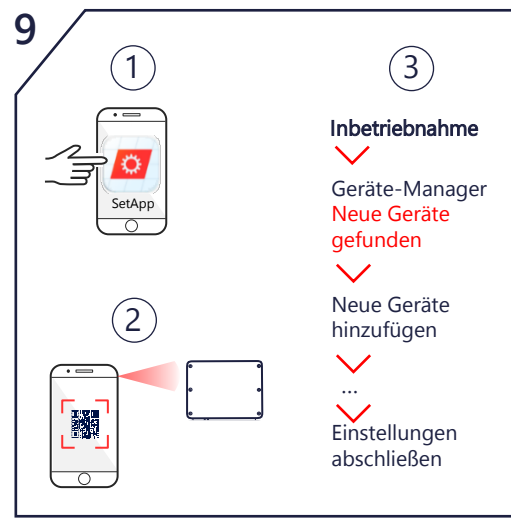 9
1
SetApp
2
3
Inbetriebnahme
Geräte-Manager
Neue Geräte
gefunden
Neue Geräte
hinzufügen
...
Einstellungen
abschließen